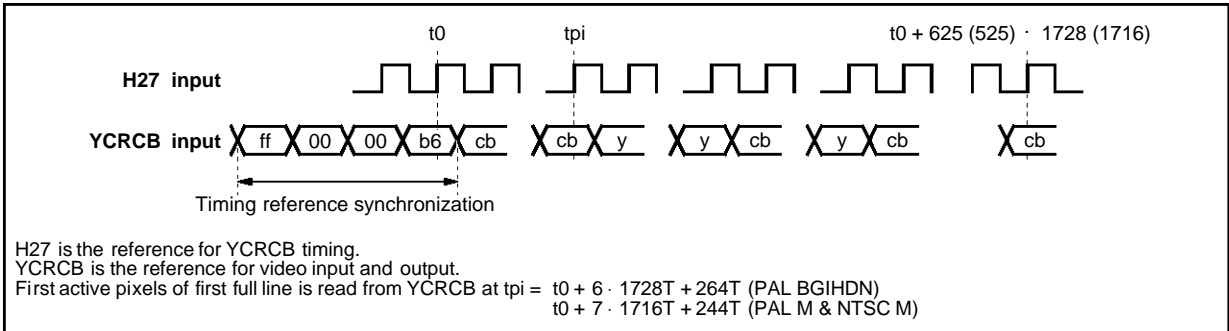 t0 tpi t0 + 625 (525) · 1728 (1716)
H27 input
YCRCB input ff 00 00 b6 cb cb y y cb y cb cb
Timing reference synchronization
H27 is the reference for YCRCB timing.
YCRCB is the reference for video input and output.
First active pixels of first full line is read from YCRCB at tpi = t0 + 6 · 1728T + 264T (PAL BGIHDN)
t0 + 7 · 1716T + 244T (PAL M & NTSC M)